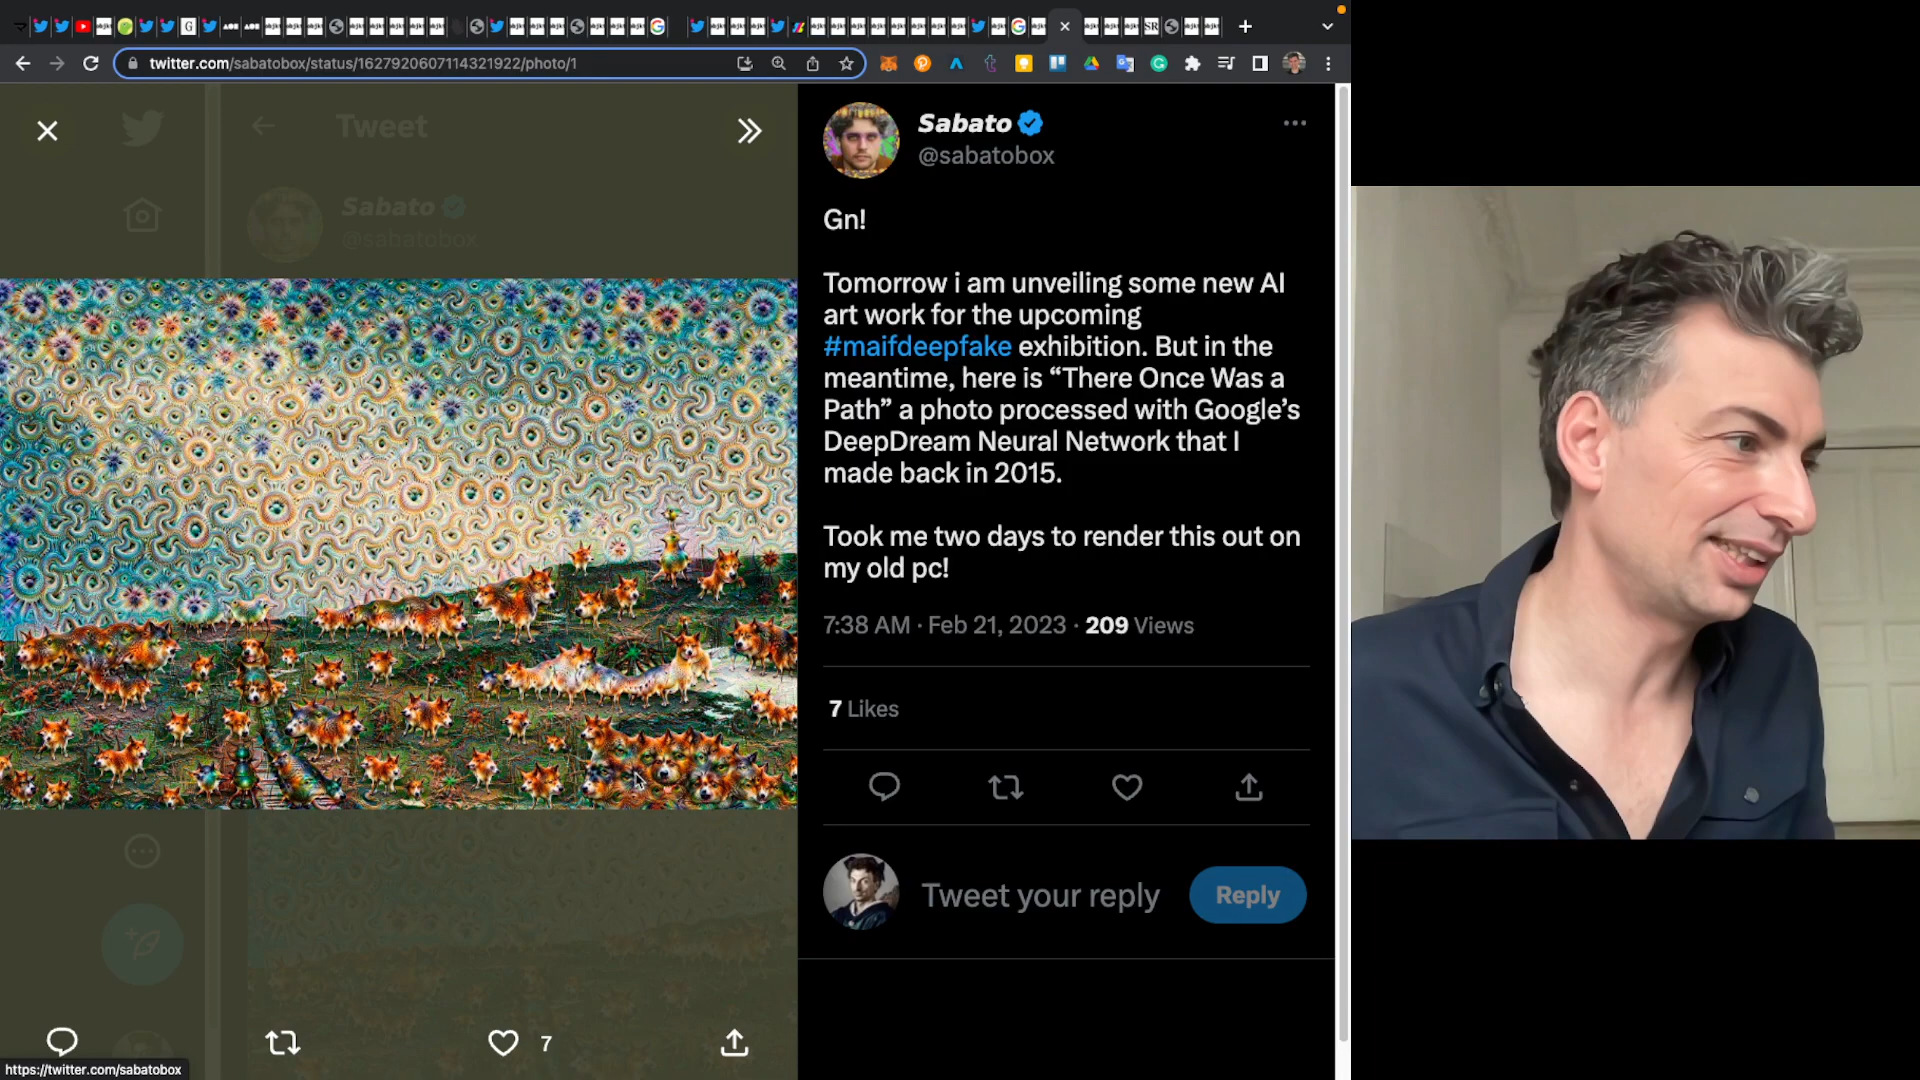 twitter.com/sabatobox/status/1627920607114321922/photo/1
Tweet
Sabato
@sabatobox
Sabato
@sabatobox
Gn!
Tomorrow i am unveiling some new AI
art work for the upcoming
#maifdeepfake exhibition. But in the
meantime, here is “There Once Was a
Path” a photo processed with Google’s
DeepDream Neural Network that I
made back in 2015.
Took me two days to render this out on
my old pc!
7:38 AM · Feb 21, 2023 · 209 Views
7 Likes
Tweet your reply
Reply
7
https://twitter.com/sabatobox